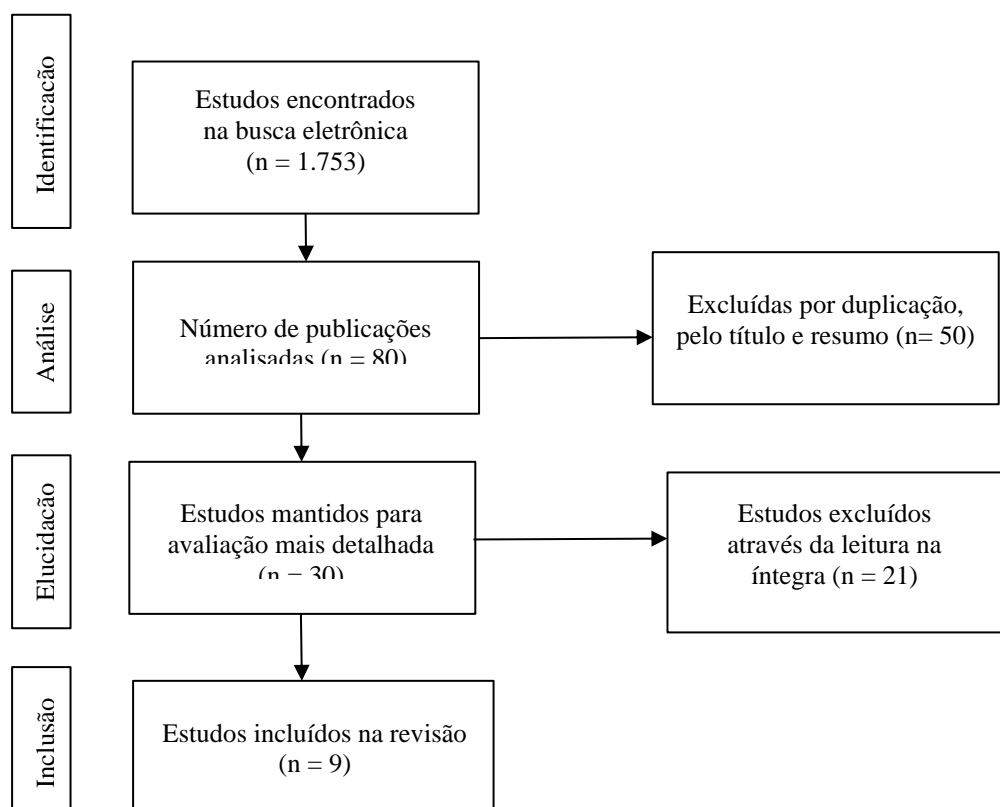 Identificação
Estudos encontrados
na busca eletrônica
(n = 1.753)
Análise
Número de publicações
analisadas (n = 80)
Excluídas por duplicação,
pelo título e resumo (n= 50)
Elucidação
Estudos mantidos para
avaliação mais detalhada
(n = 30)
Estudos excluídos
através da leitura na
íntegra (n = 21)
Inclusão
Estudos incluídos na revisão
(n = 9)